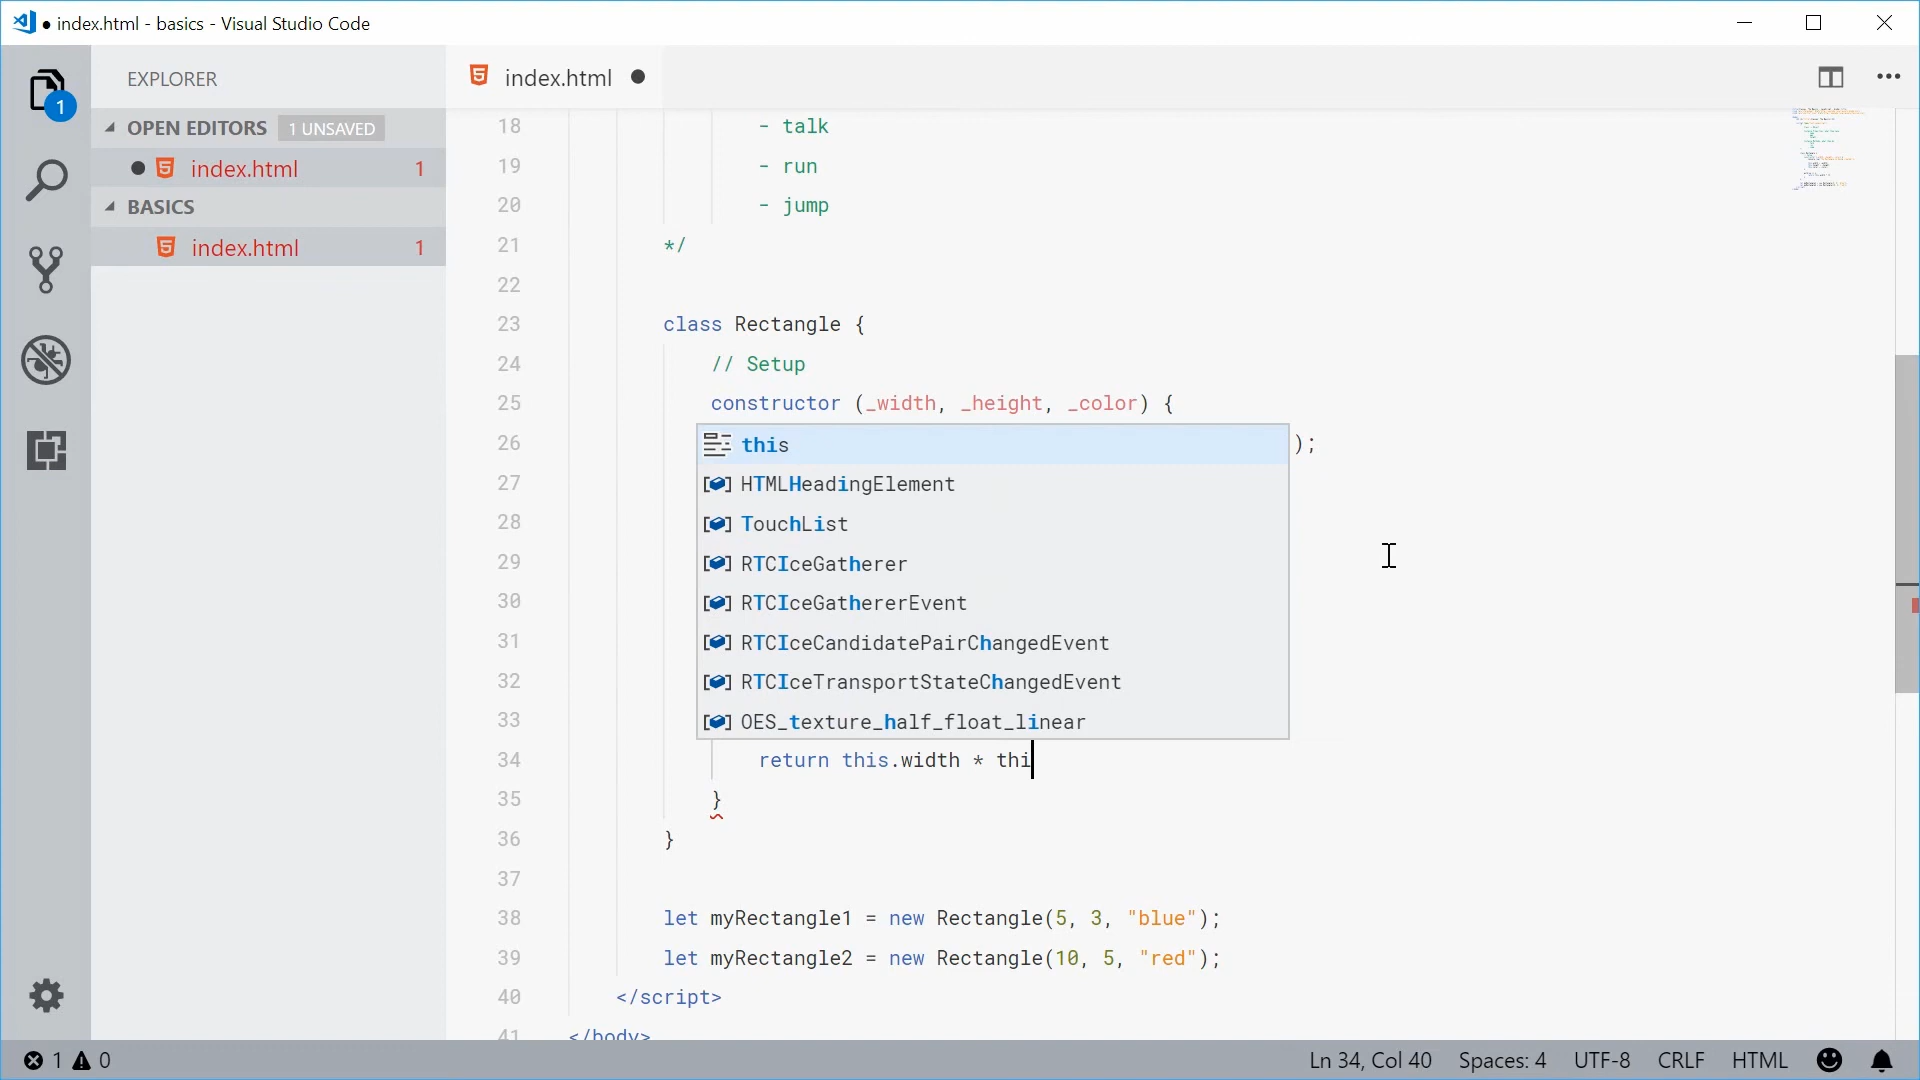 index.html - basics - Visual Studio Code
EXPLORER
OPEN EDITORS 1 UNSAVED
index.html 1
BASICS
index.html 1
1
index.html
18 - talk
19 - run
20 - jump
21 */
22
23 class Rectangle {
24 // Setup
25 constructor (_width, _height, _color) {
26 );
27
28
29
30
31
32
33
this
HTMLHeadingElement
TouchList
RTCIceGatherer
RTCIceGathererEvent
RTCIceCandidatePairChangedEvent
RTCIceTransportStateChangedEvent
OES_texture_half_float_linear
34 return this.width * thi
35 }
36 }
37
38 let myRectangle1 = new Rectangle(5, 3, "blue");
39 let myRectangle2 = new Rectangle(10, 5, "red");
40 </script>
41 </body>
1 0
Ln 34, Col 40 Spaces: 4 UTF-8 CRLF HTML